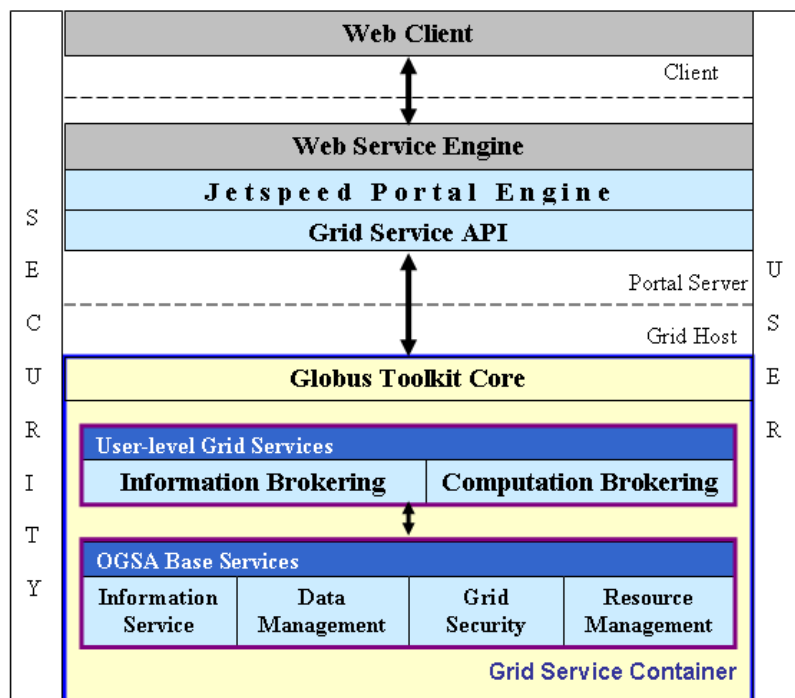 Web Client
Client
Web Service Engine
Jetspeed Portal Engine
Grid Service API
Portal Server
Grid Host
Globus Toolkit Core
User-level Grid Services
Information Brokering
Computation Brokering
OGSA Base Services
Information
Service
Data
Management
Grid
Security
Resource
Management
Grid Service Container
SECURITY
USER